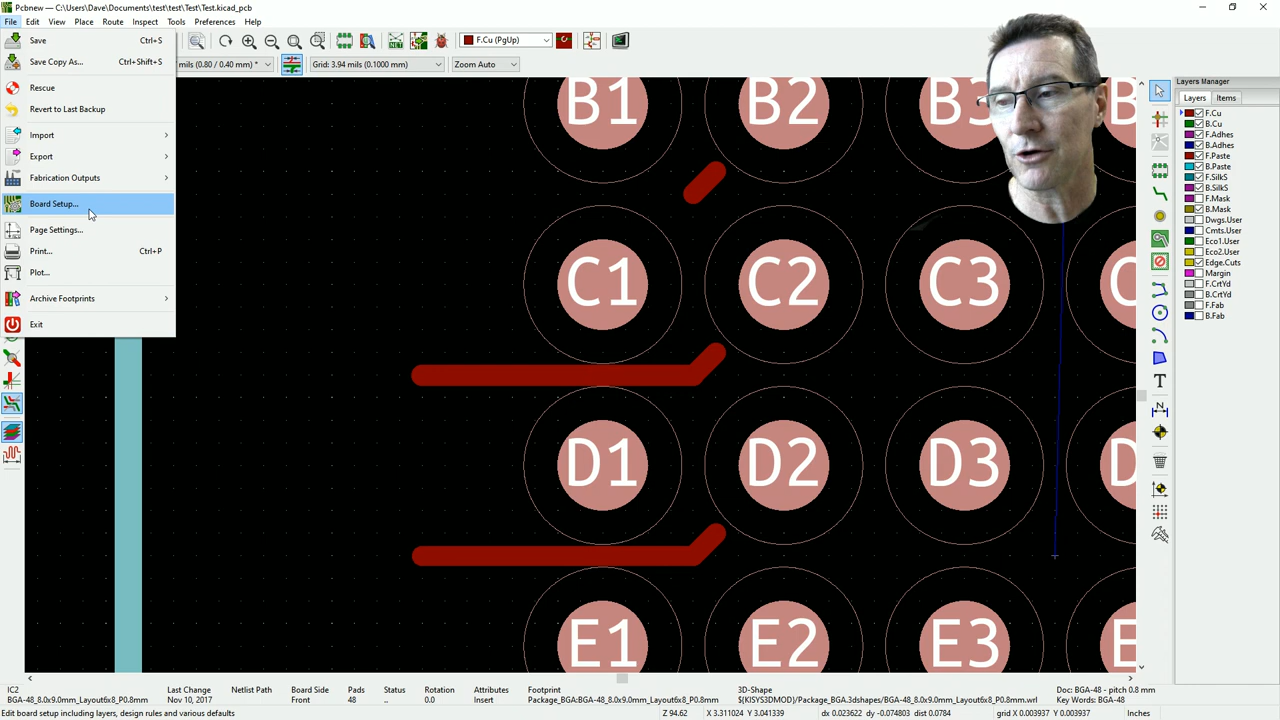 Pcbnew — C:\Users\Dave\Documents\test\test\Test\Test.kicad_pcb
File Edit View Place Route Inspect Tools Preferences Help
Save Ctrl+S
Save Copy As... Ctrl+Shift+S
Rescue
Revert to Last Backup
Import
Export
Fabrication Outputs
Board Setup...
Page Settings...
Print... Ctrl+P
Plot...
Archive Footprints
Exit
NET
F.Cu (PgUp)
mils (0.80 / 0.40 mm) *
Grid: 3.94 mils (0.1000 mm)
Zoom Auto
B1 B2 B3
C1 C2 C3
D1 D2 D3
E1 E2 E3
Layers Manager
Layers Items
F.Cu
B.Cu
F.Adhes
B.Adhes
F.Paste
B.Paste
F.SilkS
B.SilkS
F.Mask
B.Mask
Dwgs.User
Cmts.User
Eco1.User
Eco2.User
Edge.Cuts
Margin
F.CrtYd
B.CrtYd
F.Fab
B.Fab
IC2 Last Change Netlist Path Board Side Pads Status Rotation Attributes Footprint 3D-Shape Doc: BGA-48 - pitch 0.8 mm
BGA-48_8.0x9.0mm_Layout6x8_P0.8mm Nov 10, 2017 Front 48 .. 0.0 Insert Package_BGA:BGA-48_8.0x9.0mm_Layout6x8_P0.8mm ${KISYS3DMOD}/Package_BGA.3dshapes/BGA-48_8.0x9.0mm_Layout6x8_P0.8mm.wrl Key Words: BGA-48
Edit board setup including layers, design rules and various defaults Z 94.62 X 3.311024 Y 3.041339 dx 0.023622 dy -0.074803 dist 0.0784 grid X 0.003937 Y 0.003937 Inches